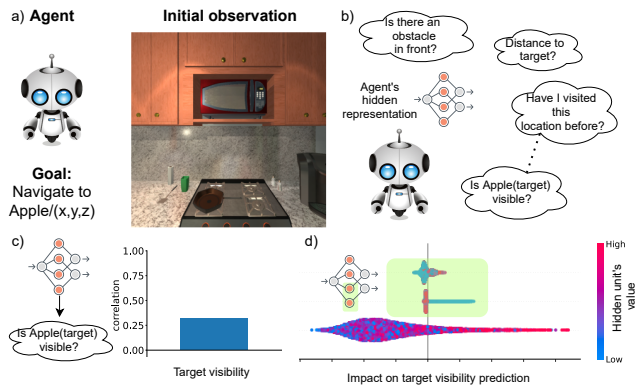 a)
Agent
Initial observation
Goal:
Navigate to
Apple/(x,y,z)
b)
Is there an
obstacle
in front?
Distance to
target?
Agent's
hidden
representation
Have I visited
this
location before?
Is Apple(target)
visible?
c)
Is Apple(target)
visible?
correlation
1.00
0.75
0.50
0.25
0.00
Target visibility
d)
High
Hidden unit's
value
Low
Impact on target visibility prediction